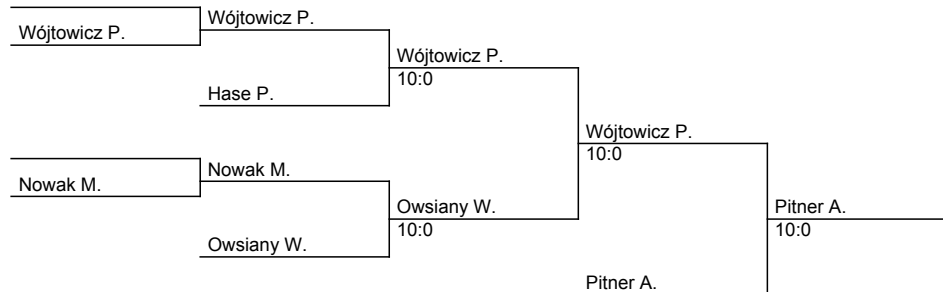 Wójtowicz P.
Wójtowicz P.
Wójtowicz P.
10:0
Hase P.
Wójtowicz P.
10:0
Nowak M.
Nowak M.
Owsiany W.
10:0
Pitner A.
10:0
Owsiany W.
Pitner A.